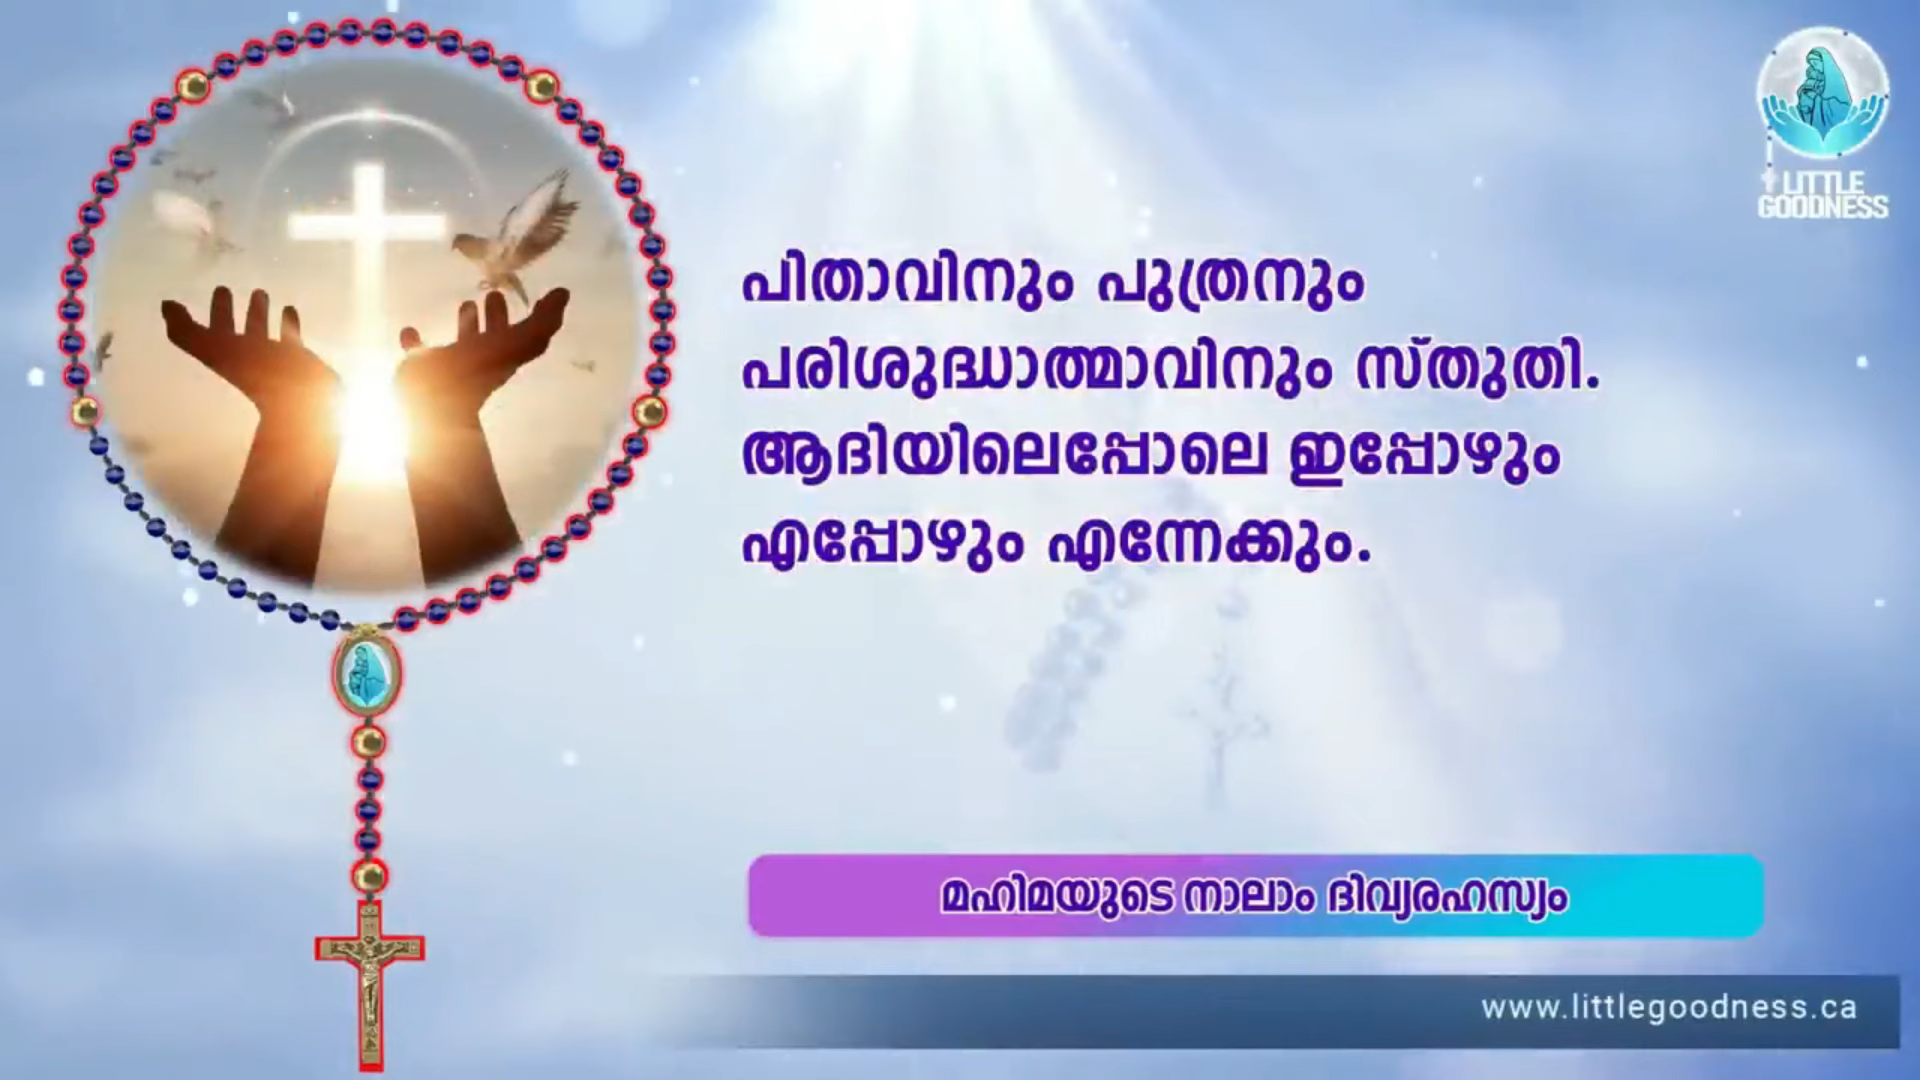 LITTLE
GOODNESS
പിതാവിനും പുത്രനും
പരിശുദ്ധാത്മാവിനും സ്തുതി.
ആദിയിലെപ്പോലെ ഇപ്പോഴും
എപ്പോഴും എന്നേക്കും.
മഹിമയുടെ നാലാം ദിവ്യരഹസ്യം
www.littlegoodness.ca